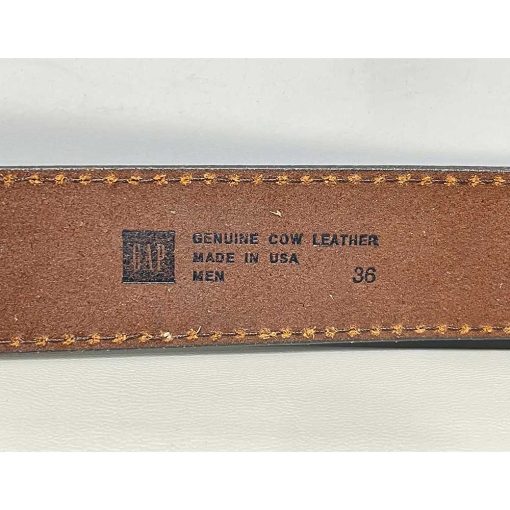 GAP
GENUINE COW LEATHER
MADE IN USA
MEN 36